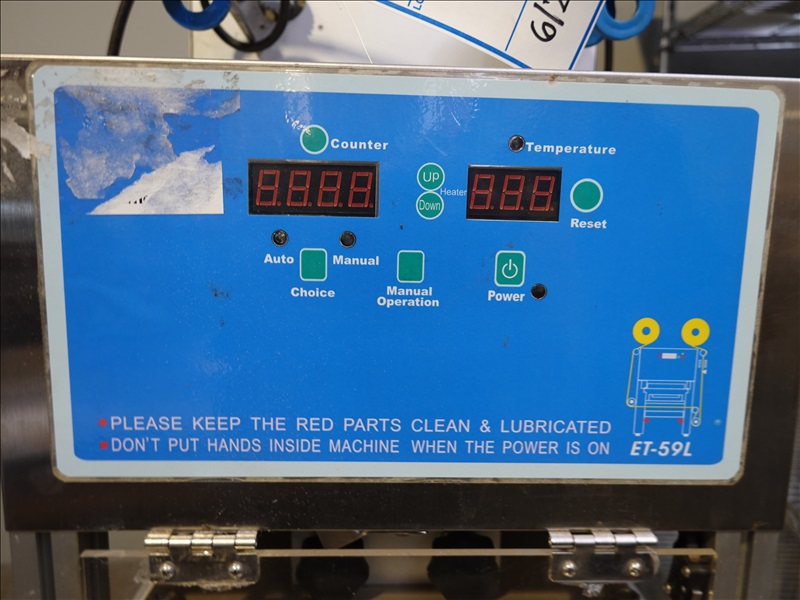 Counter
Temperature
Up
Heater
Down
Reset
Auto
Manual
Choice
Manual
Operation
Power
PLEASE KEEP THE RED PARTS CLEAN & LUBRICATED
DON'T PUT HANDS INSIDE MACHINE WHEN THE POWER IS ON
ET-59L